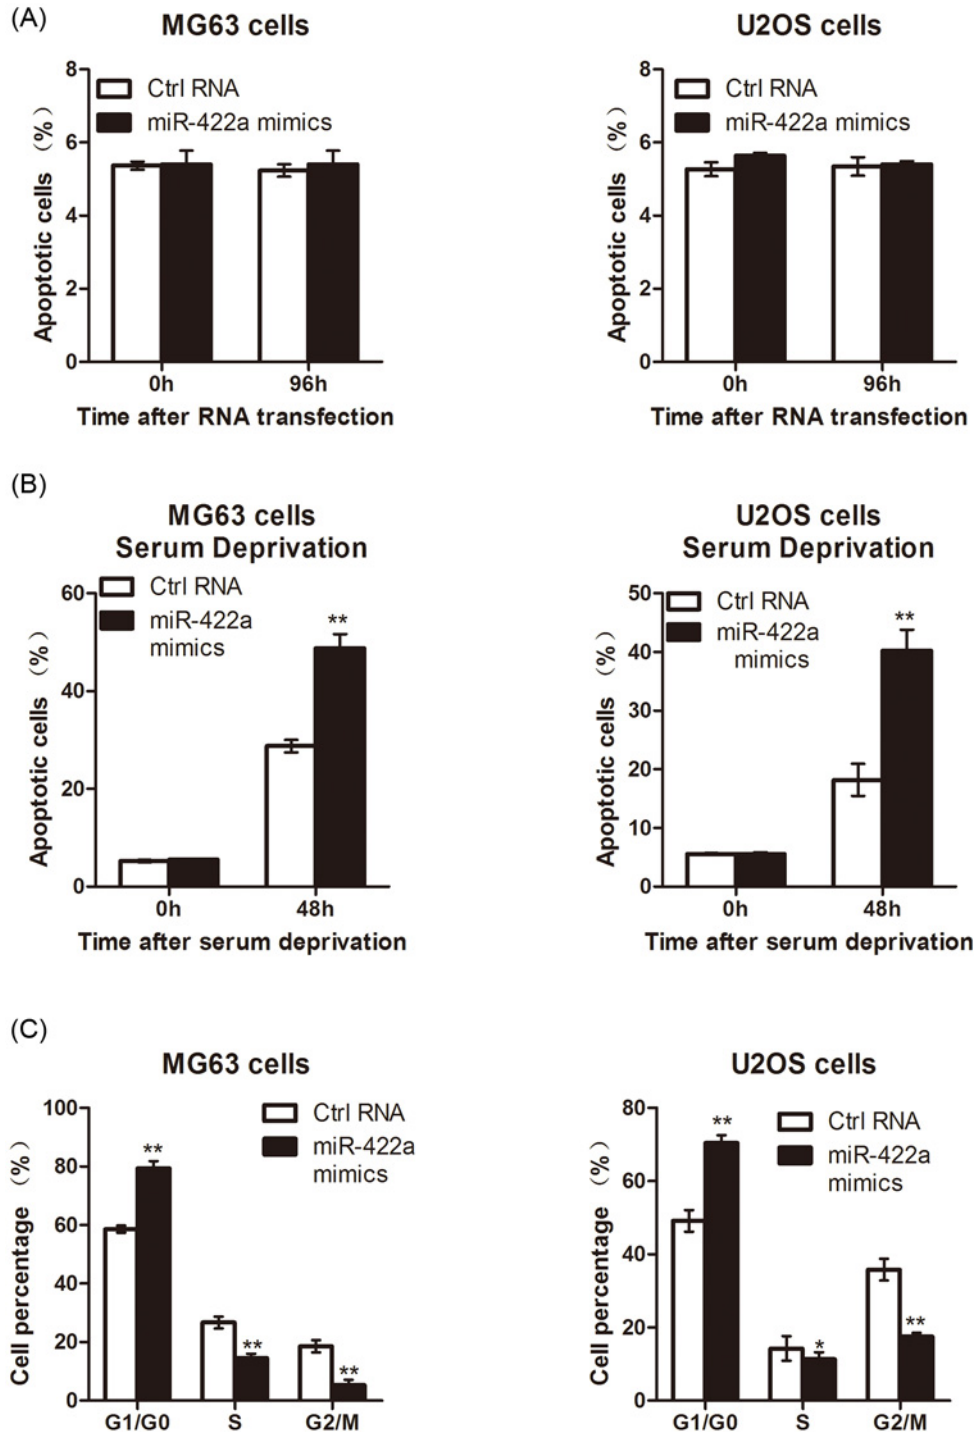 (A)
MG63 cells
Apoptotic cells （%）
8
6
4
2
0
Ctrl RNA
miR-422a mimics
0h
96h
Time after RNA transfection
U2OS cells
Apoptotic cells （%）
8
6
4
2
0
Ctrl RNA
miR-422a mimics
0h
96h
Time after RNA transfection
(B)
MG63 cells
Serum Deprivation
Apoptotic cells （%）
60
40
20
0
Ctrl RNA
miR-422a
mimics
**
0h
48h
Time after serum deprivation
U2OS cells
Serum Deprivation
Apoptotic cells （%）
50
40
30
20
10
0
Ctrl RNA
miR-422a
mimics
**
0h
48h
Time after serum deprivation
(C)
MG63 cells
Cell percentage （%）
100
80
60
40
20
0
Ctrl RNA
miR-422a
mimics
**
**
**
G1/G0
S
G2/M
U2OS cells
Cell percentage （%）
80
60
40
20
0
Ctrl RNA
miR-422a
mimics
**
*
**
G1/G0
S
G2/M